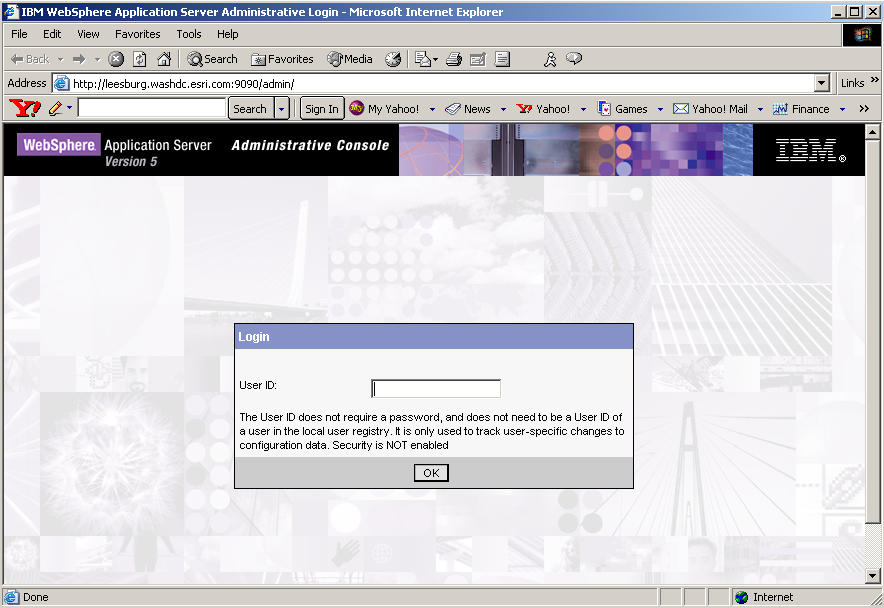 IBM WebSphere Application Server Administrative Login - Microsoft Internet Explorer
File Edit View Favorites Tools Help
Back Search Favorites Media
Address http://leesburg.washdc.esri.com:9090/admin/ Links »
Y! Search Sign In My Yahoo! News Yahoo! Games Yahoo! Mail Finance »
WebSphere. Application Server Administrative Console IBM®
Version 5
Login
User ID:
The User ID does not require a password, and does not need to be a User ID of
a user in the local user registry. It is only used to track user-specific changes to
configuration data. Security is NOT enabled
OK
Done Internet